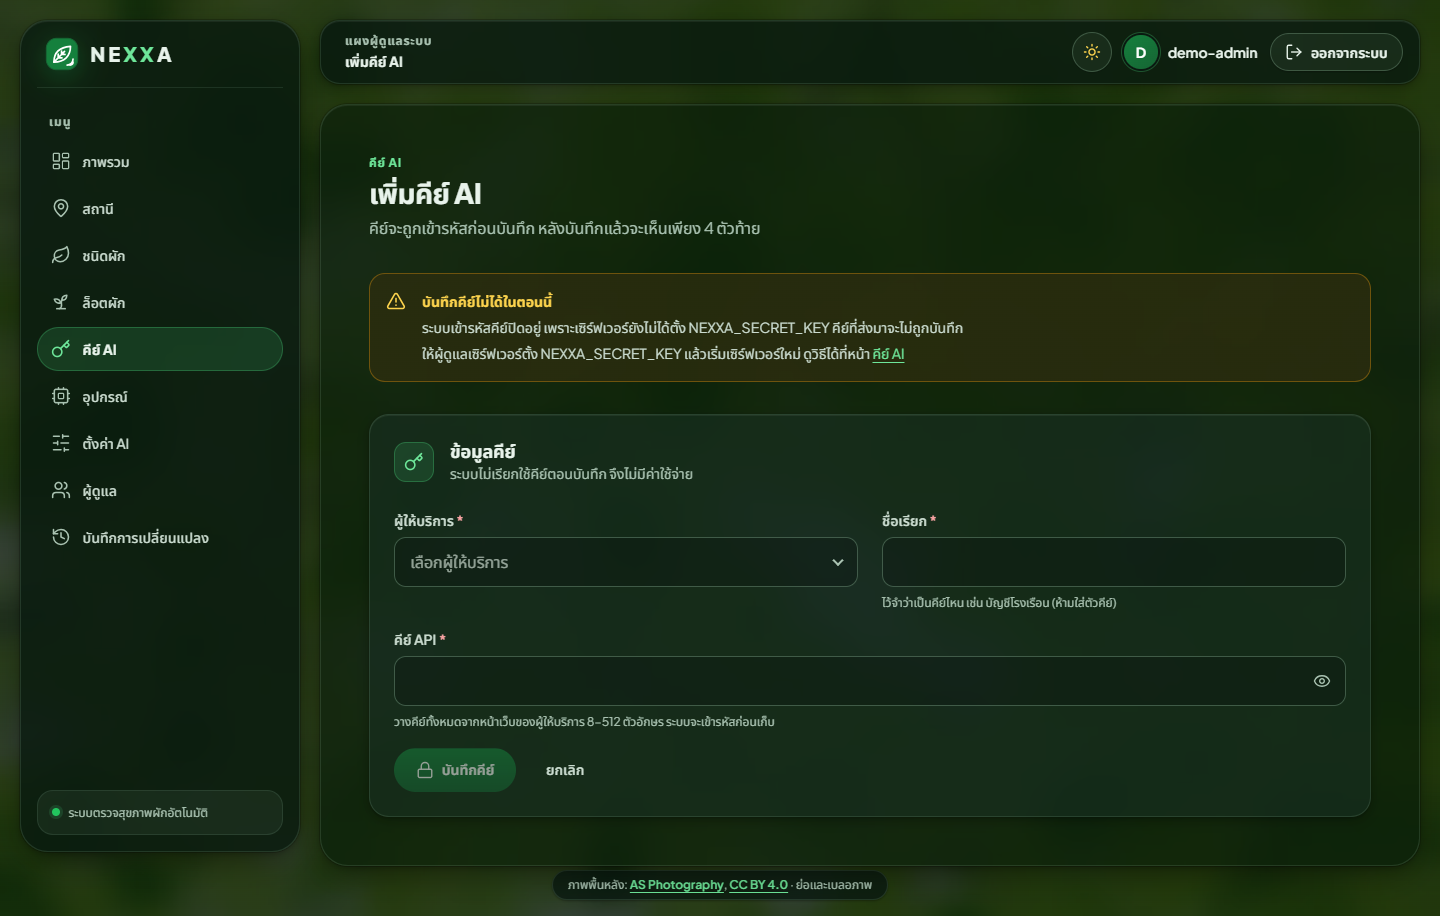 NEXXA
เมนู
ภาพรวม
สถานี
ชนิดผัก
ล็อตผัก
คีย์ AI
อุปกรณ์
ตั้งค่า AI
ผู้ดูแล
บันทึกการเปลี่ยนแปลง
ระบบตรวจสุขภาพผักอัตโนมัติ
แผงผู้ดูแลระบบ
เพิ่มคีย์ AI
D
demo-admin
ออกจากระบบ
คีย์ AI
เพิ่มคีย์ AI
คีย์จะถูกเข้ารหัสก่อนบันทึก หลังบันทึกแล้วจะเห็นเพียง 4 ตัวท้าย
บันทึกคีย์ไม่ได้ในตอนนี้
ระบบเข้ารหัสคีย์ปิดอยู่ เพราะเซิร์ฟเวอร์ยังไม่ได้ตั้ง NEXXA_SECRET_KEY คีย์ที่ส่งมาจะไม่ถูกบันทึก
ให้ผู้ดูแลเซิร์ฟเวอร์ตั้ง NEXXA_SECRET_KEY แล้วเริ่มเซิร์ฟเวอร์ใหม่ ดูวิธีได้ที่หน้า คีย์ AI
ข้อมูลคีย์
ระบบไม่เรียกใช้คีย์ตอนบันทึก จึงไม่มีค่าใช้จ่าย
ผู้ให้บริการ *
เลือกผู้ให้บริการ
ชื่อเรียก *
ไว้จำว่าเป็นคีย์ไหน เช่น บัญชีโรงเรือน (ห้ามใส่ตัวคีย์)
คีย์ API *
วางคีย์ทั้งหมดจากหน้าเว็บของผู้ให้บริการ 8–512 ตัวอักษร ระบบจะเข้ารหัสก่อนเก็บ
บันทึกคีย์
ยกเลิก
ภาพพื้นหลัง: AS Photography, CC BY 4.0 · ย่อและเบลอภาพ